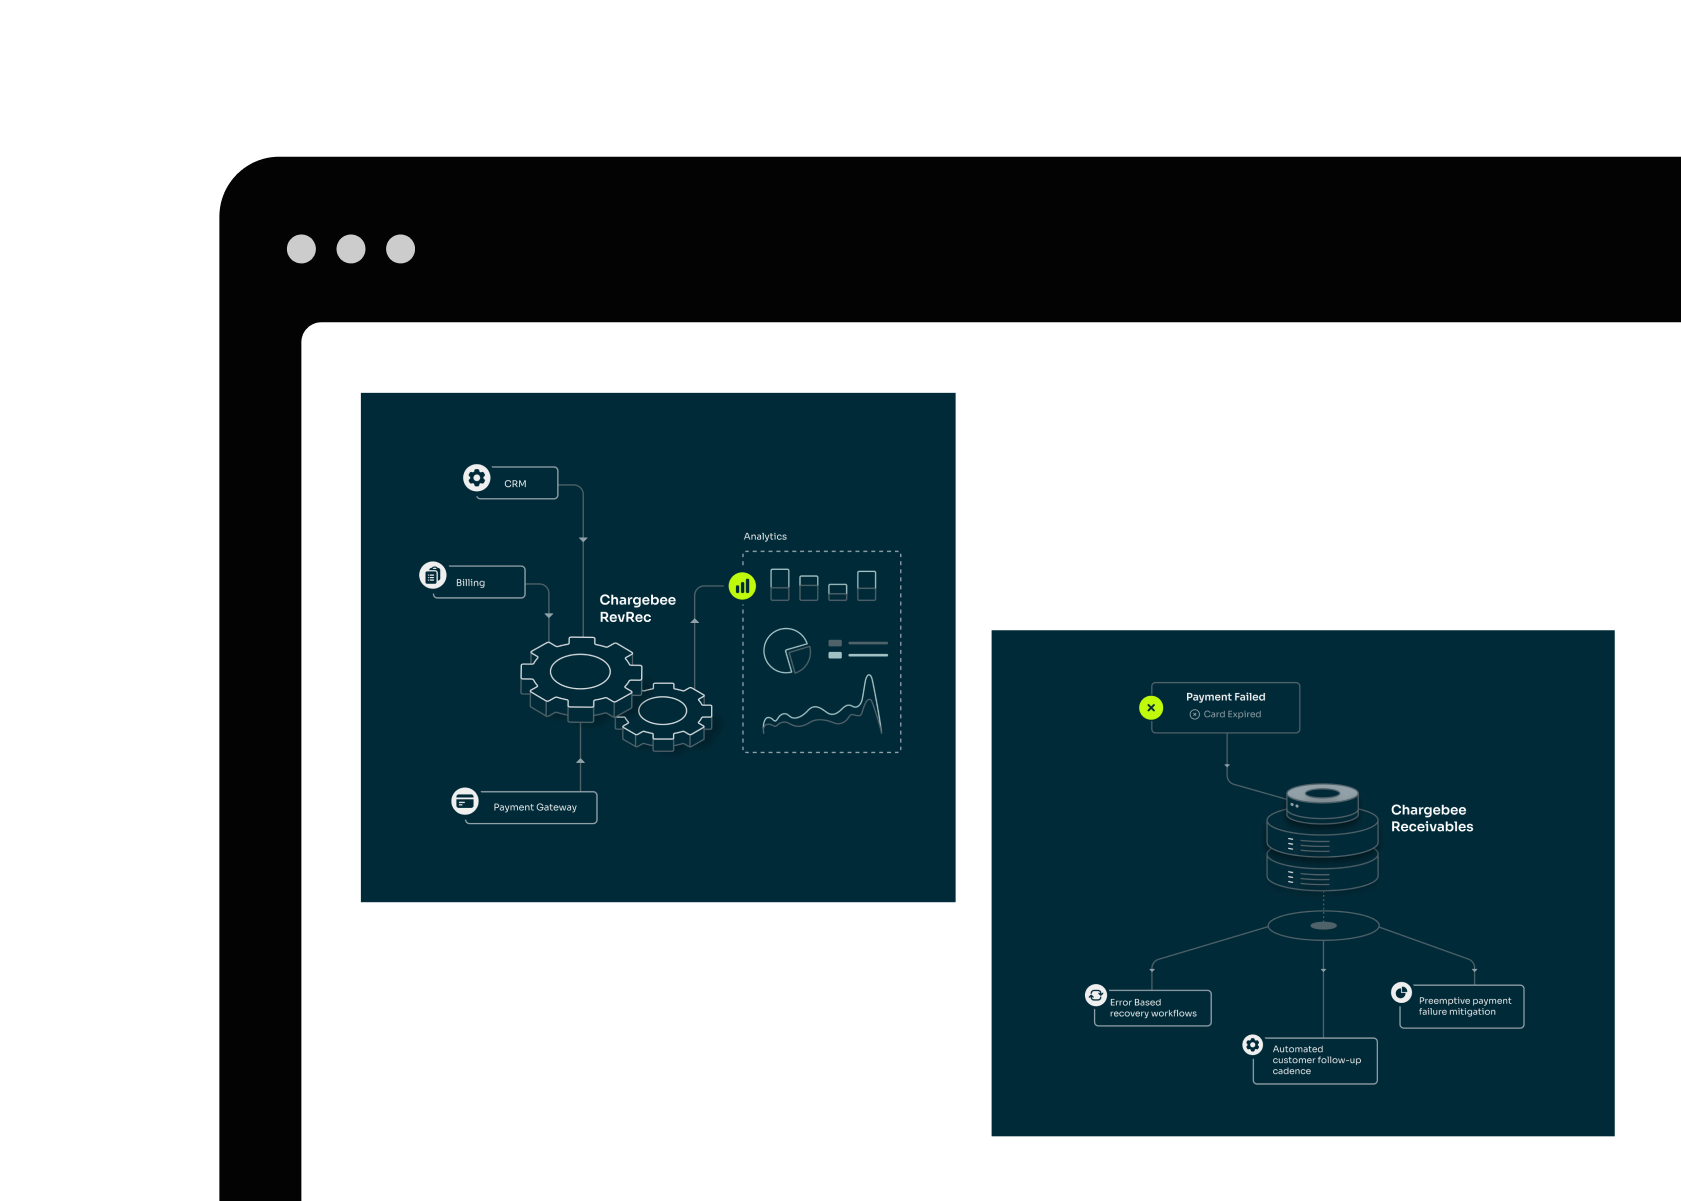 CRM
Analytics
Billing
Chargebee
RevRec
Payment Gateway
Payment Failed
Card Expired
Chargebee
Receivables
Error Based
recovery workflows
Preemptive payment
failure mitigation
Automated
customer follow-up
cadence